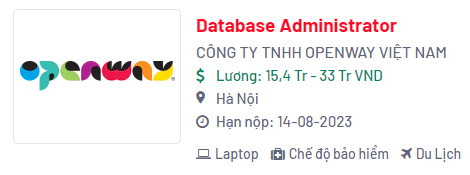 openway®
Database Administrator
CÔNG TY TNHH OPENWAY VIỆT NAM
$ Lương: 15,4 Tr - 33 Tr VND
Hà Nội
Hạn nộp: 14-08-2023
Laptop Chế độ bảo hiểm Du Lịch